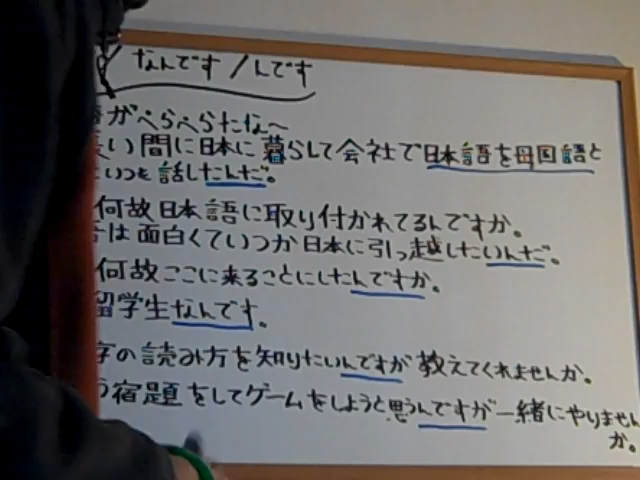 なんです/んです
がぺらぺらだな〜
い間に日本に暮らして会社で日本語を母国語と
いつも話したんだ。
何故日本語に取り付かれてるんですか。
は面白くていつか日本に引っ越したいんだ。
何故ここに来ることにしたんですか。
留学生なんです。
字の読み方を知りたいんですが教えてくれませんか。
宿題をしてゲームをしようと思うんですが一緒にやりません
か。